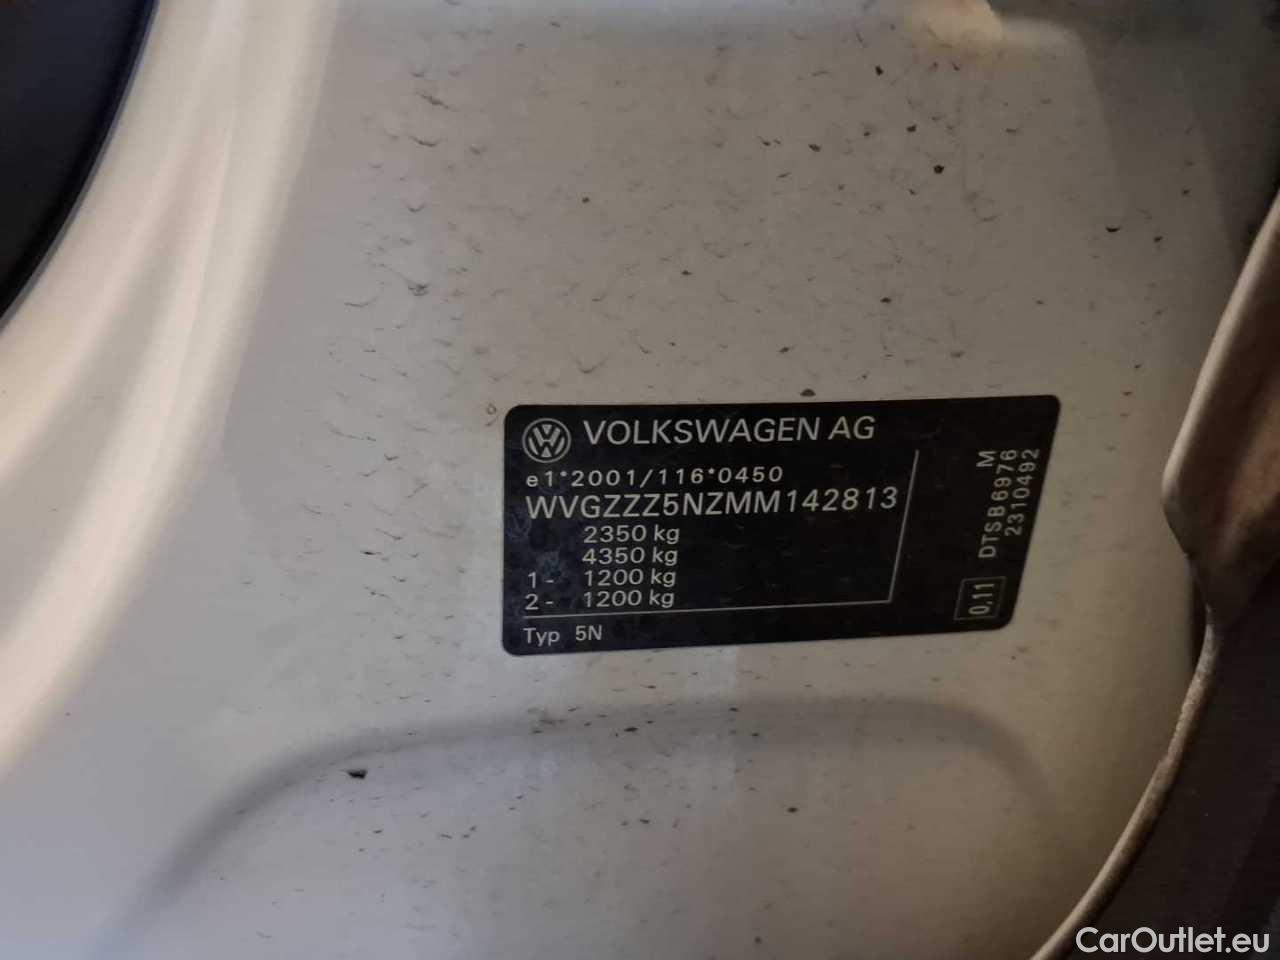 VOLKSWAGEN AG
e1*2001/116*0450
WVGZZZ5NZMM142813
2350 kg
4350 kg
1- 1200 kg
2- 1200 kg
Typ 5N
M
DTSB6976
2310492
0,11
CarOutlet.eu